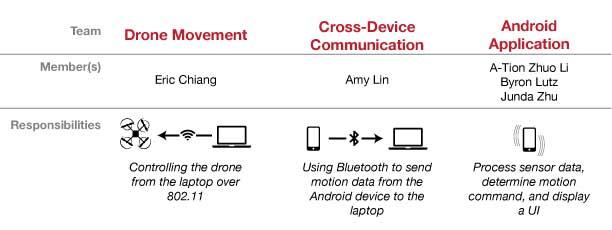 Team
Drone Movement
Cross-Device
Communication
Android
Application
Member(s)
Eric Chiang
Amy Lin
A-Tion Zhuo Li
Byron Lutz
Junda Zhu
Responsibilities
Controlling the drone
from the laptop over
802.11
Using Bluetooth to send
motion data from the
Android device to the
laptop
Process sensor data,
determine motion
command, and display
a UI